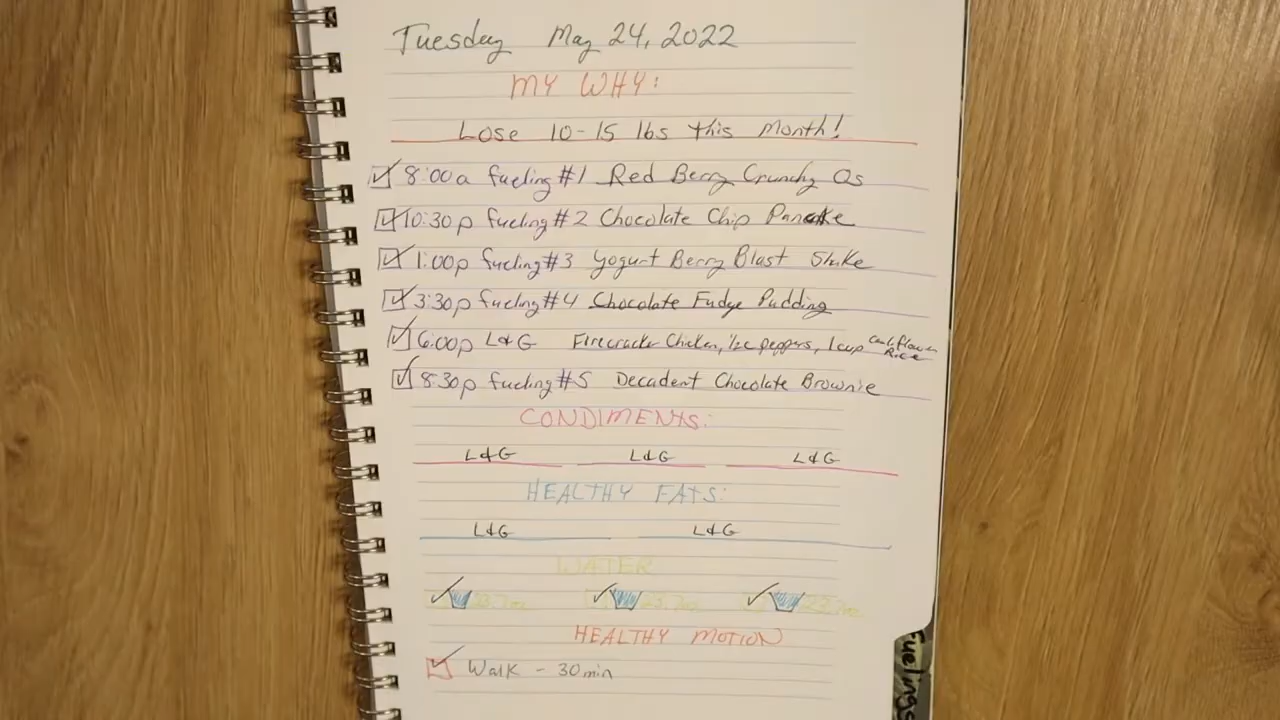 Tuesday May 24, 2022
MY WHY:
Lose 10-15 lbs this Month!
8:00a fueling #1 Red Berry Crunchy Os
10:30p fueling #2 Chocolate Chip Pancake
1:00p fueling #3 Yogurt Berry Blast Shake
3:30p fueling #4 Chocolate Fudge Pudding
6:00p L&G Firecracker Chicken, 1/2c peppers, 1 cup Cauliflower Rice
8:30p fueling #5 Decadent Chocolate Brownie
CONDIMENTS:
L&G L&G L&G
HEALTHY FATS:
L&G L&G
WATER
HEALTHY MOTION
Walk - 30min
Fuelings